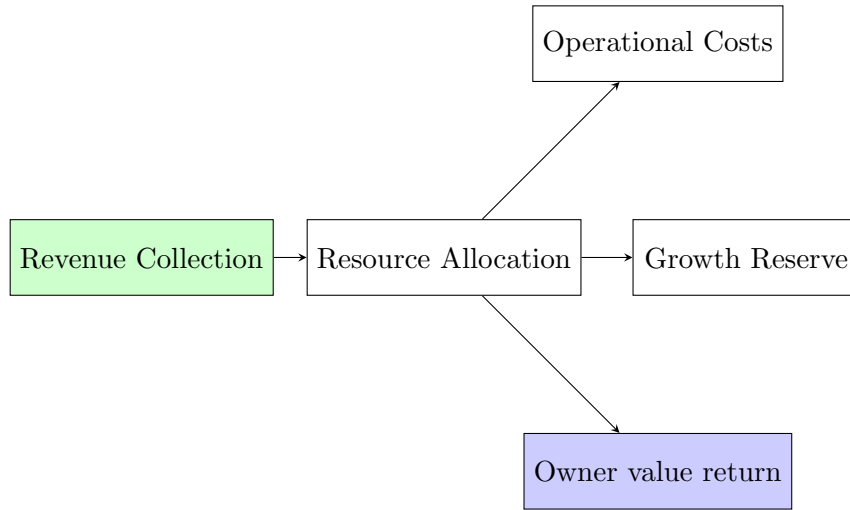 Operational Costs
Revenue Collection
Resource Allocation
Growth Reserve
Owner value return